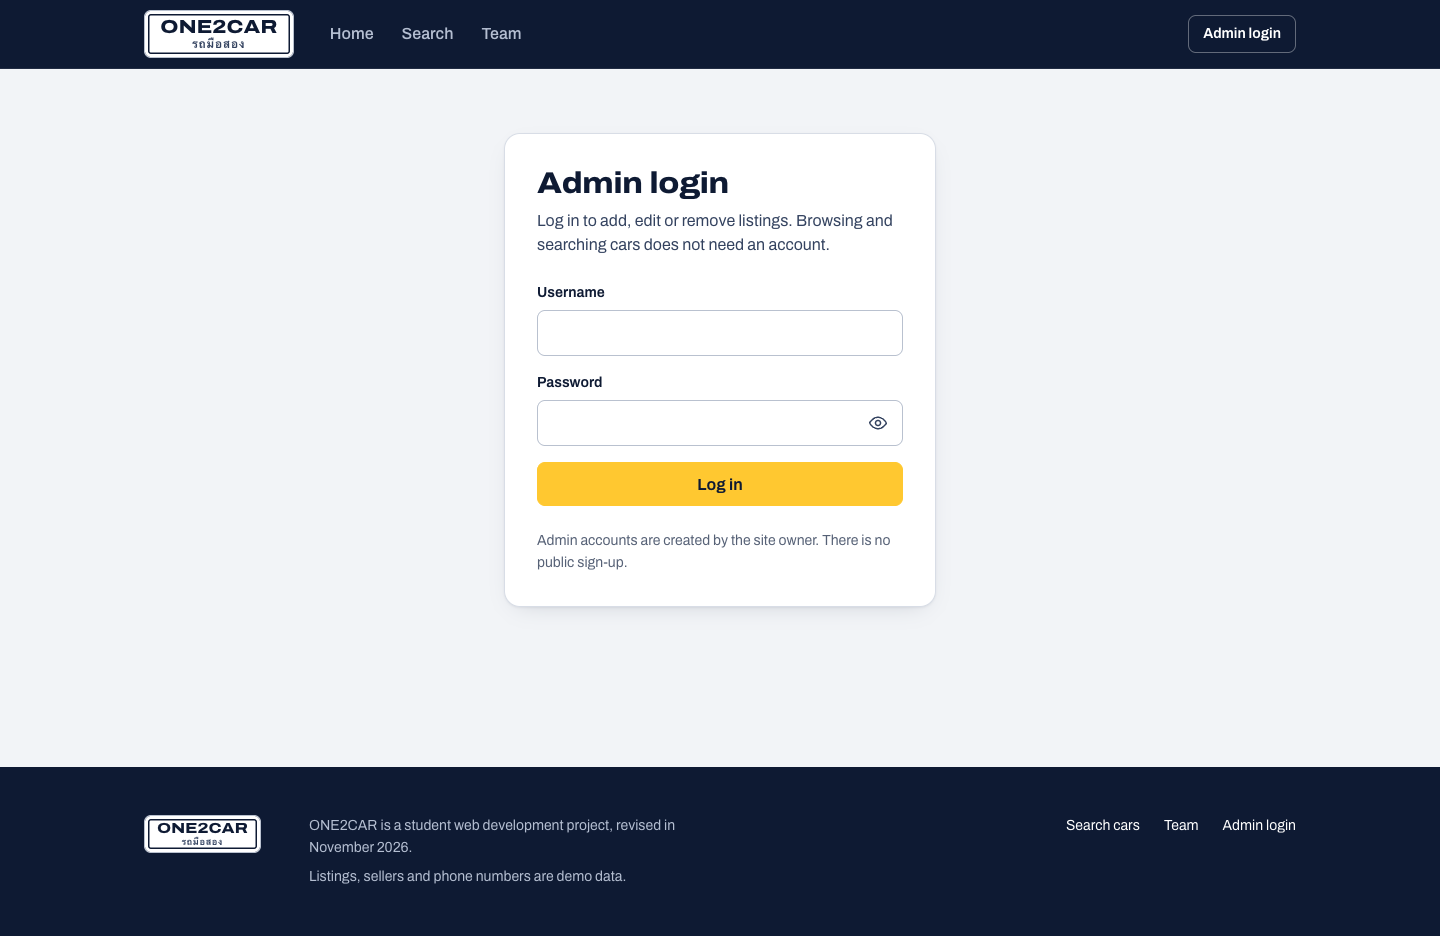 ONE2CAR
รถมือสอง
Home
Search
Team
Admin login
Admin login
Log in to add, edit or remove listings. Browsing and
searching cars does not need an account.
Username
Password
Log in
Admin accounts are created by the site owner. There is no
public sign-up.
ONE2CAR
รถมือสอง
ONE2CAR is a student web development project, revised in
November 2026.
Listings, sellers and phone numbers are demo data.
Search cars
Team
Admin login